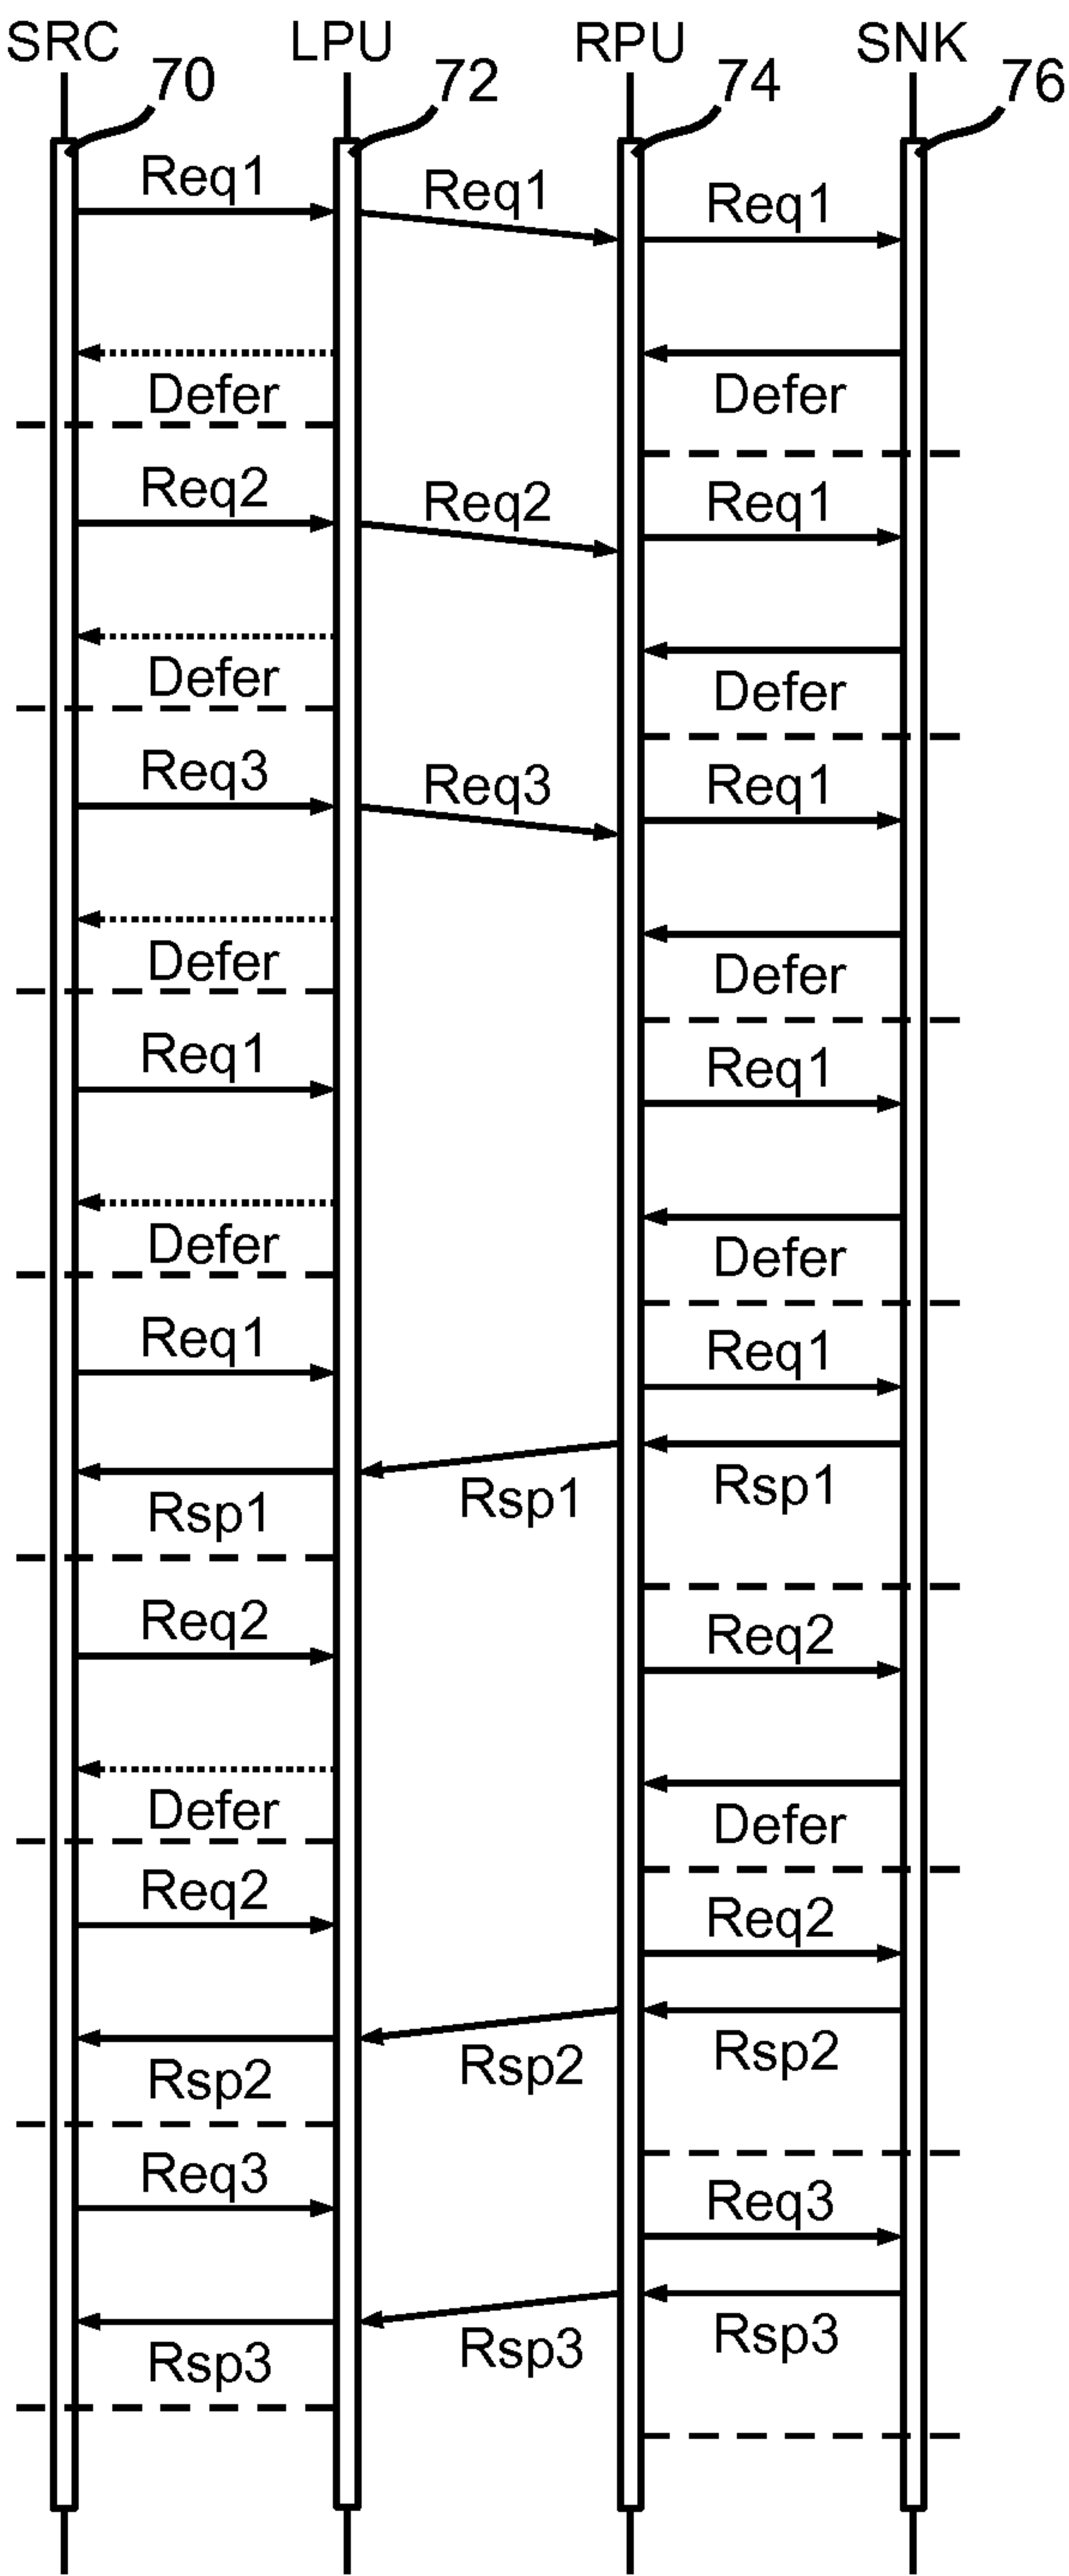 SRC LPU RPU SNK
70 72 74 76
Req1 Req1 Req1
Defer Defer
Req2 Req2 Req1
Defer Defer
Req3 Req3 Req1
Defer Defer
Req1 Req1
Defer Defer
Req1 Req1
Rsp1 Rsp1 Rsp1
Req2 Req2
Defer Defer
Req2 Req2
Rsp2 Rsp2 Rsp2
Req3 Req3
Rsp3 Rsp3 Rsp3